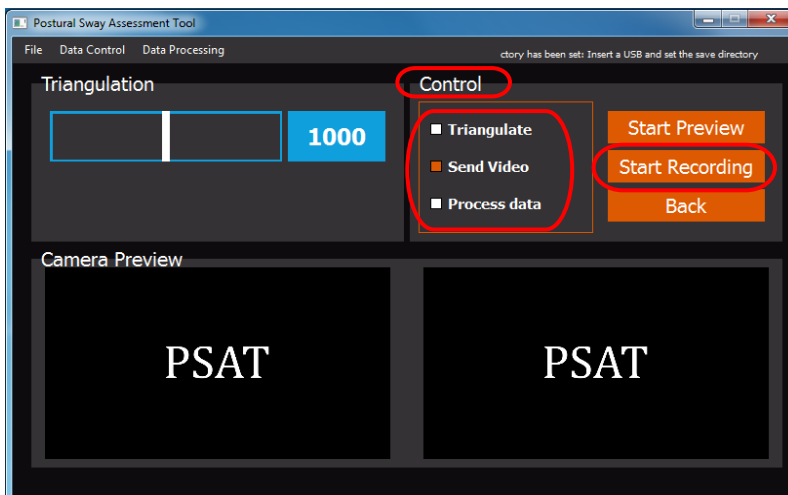 Postural Sway Assessment Tool
File Data Control Data Processing
ctory has been set: Insert a USB and set the save directory
Triangulation
1000
Control
Triangulate
Send Video
Process data
Start Preview
Start Recording
Back
Camera Preview
PSAT
PSAT